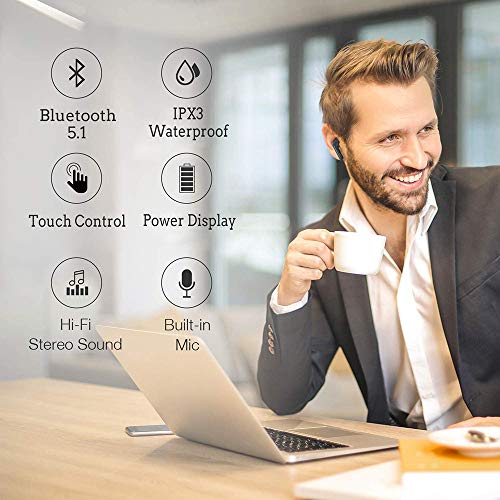 Bluetooth
5.1
IPX3
Waterproof
Touch Control
Power Display
Hi-Fi
Stereo Sound
Built-in
Mic